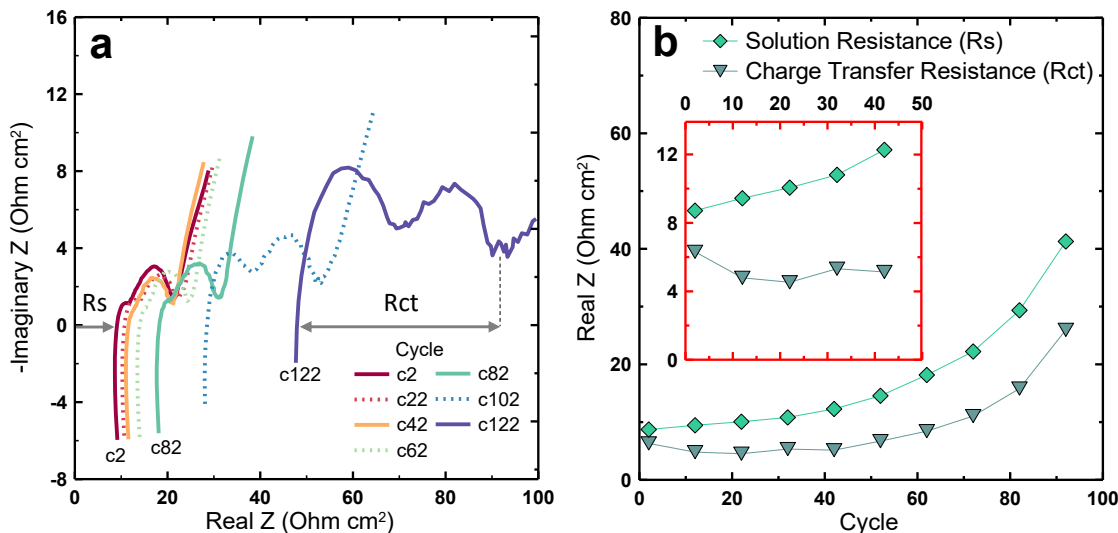 a
-Imaginary Z (Ohm cm²)
16
12
8
4
0
-4
-8
Rs
Rct
Cycle
c2
c22
c42
c62
c82
c102
c122
c122
c2
c82
0 20 40 60 80 100
Real Z (Ohm cm²)
b
Solution Resistance (Rs)
Charge Transfer Resistance (Rct)
Real Z (Ohm cm²)
80
60
40
20
0
0 10 20 30 40 50
12
8
4
0
0 20 40 60 80 100
Cycle